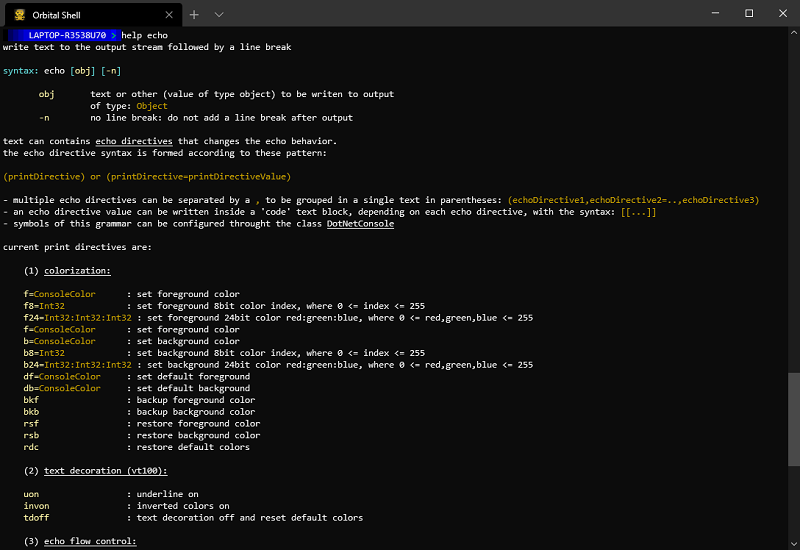 Orbital Shell
LAPTOP-R3538U70 > help echo
write text to the output stream followed by a line break
syntax: echo [obj] [-n]
obj text or other (value of type object) to be writen to output
of type: Object
-n no line break: do not add a line break after output
text can contains echo directives that changes the echo behavior.
the echo directive syntax is formed according to these pattern:
(printDirective) or (printDirective=printDirectiveValue)
- multiple echo directives can be separated by a , to be grouped in a single text in parentheses: (echoDirective1,echoDirective2=..,echoDirective3)
- an echo directive value can be written inside a 'code' text block, depending on each echo directive, with the syntax: [[...]]
- symbols of this grammar can be configured throught the class DotNetConsole
current print directives are:
(1) colorization:
f=ConsoleColor : set foreground color
f8=Int32 : set foreground 8bit color index, where 0 <= index <= 255
f24=Int32:Int32:Int32 : set foreground 24bit color red:green:blue, where 0 <= red,green,blue <= 255
f=ConsoleColor : set foreground color
b=ConsoleColor : set background color
b8=Int32 : set background 8bit color index, where 0 <= index <= 255
b24=Int32:Int32:Int32 : set background 24bit color red:green:blue, where 0 <= red,green,blue <= 255
df=ConsoleColor : set default foreground
db=ConsoleColor : set default background
bkf : backup foreground color
bkb : backup background color
rsf : restore foreground color
rsb : restore background color
rdc : restore default colors
(2) text decoration (vt100):
uon : underline on
invon : inverted colors on
tdoff : text decoration off and reset default colors
(3) echo flow control: